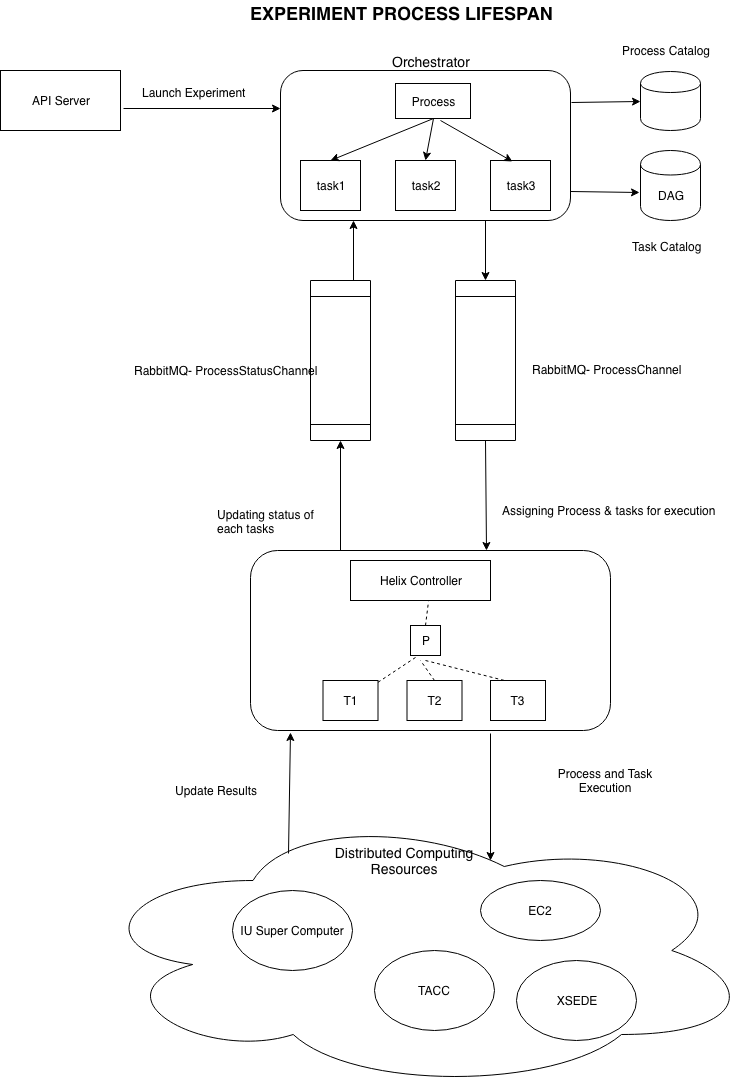 EXPERIMENT PROCESS LIFESPAN
Process Catalog
Orchestrator
API Server
Launch Experiment
Process
task1
task2
task3
DAG
Task Catalog
RabbitMQ- ProcessStatusChannel
RabbitMQ- ProcessChannel
Updating status of
each tasks
Assigning Process & tasks for execution
Helix Controller
P
T1
T2
T3
Update Results
Process and Task
Execution
Distributed Computing
Resources
IU Super Computer
EC2
TACC
XSEDE